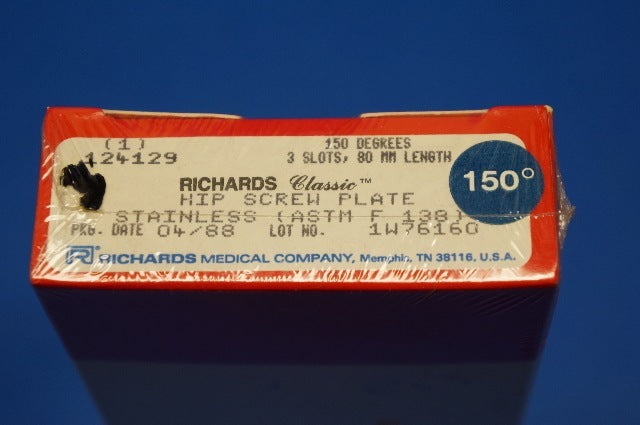 (1) 150 DEGREES
124129 3 SLOTS, 80 MM LENGTH
150°
RICHARDS Classic™
HIP SCREW PLATE
STAINLESS (ASTM F 138)
PKG. DATE 04/88 LOT NO. 1W76160
R RICHARDS MEDICAL COMPANY, Memphis, TN 38116, U.S.A.